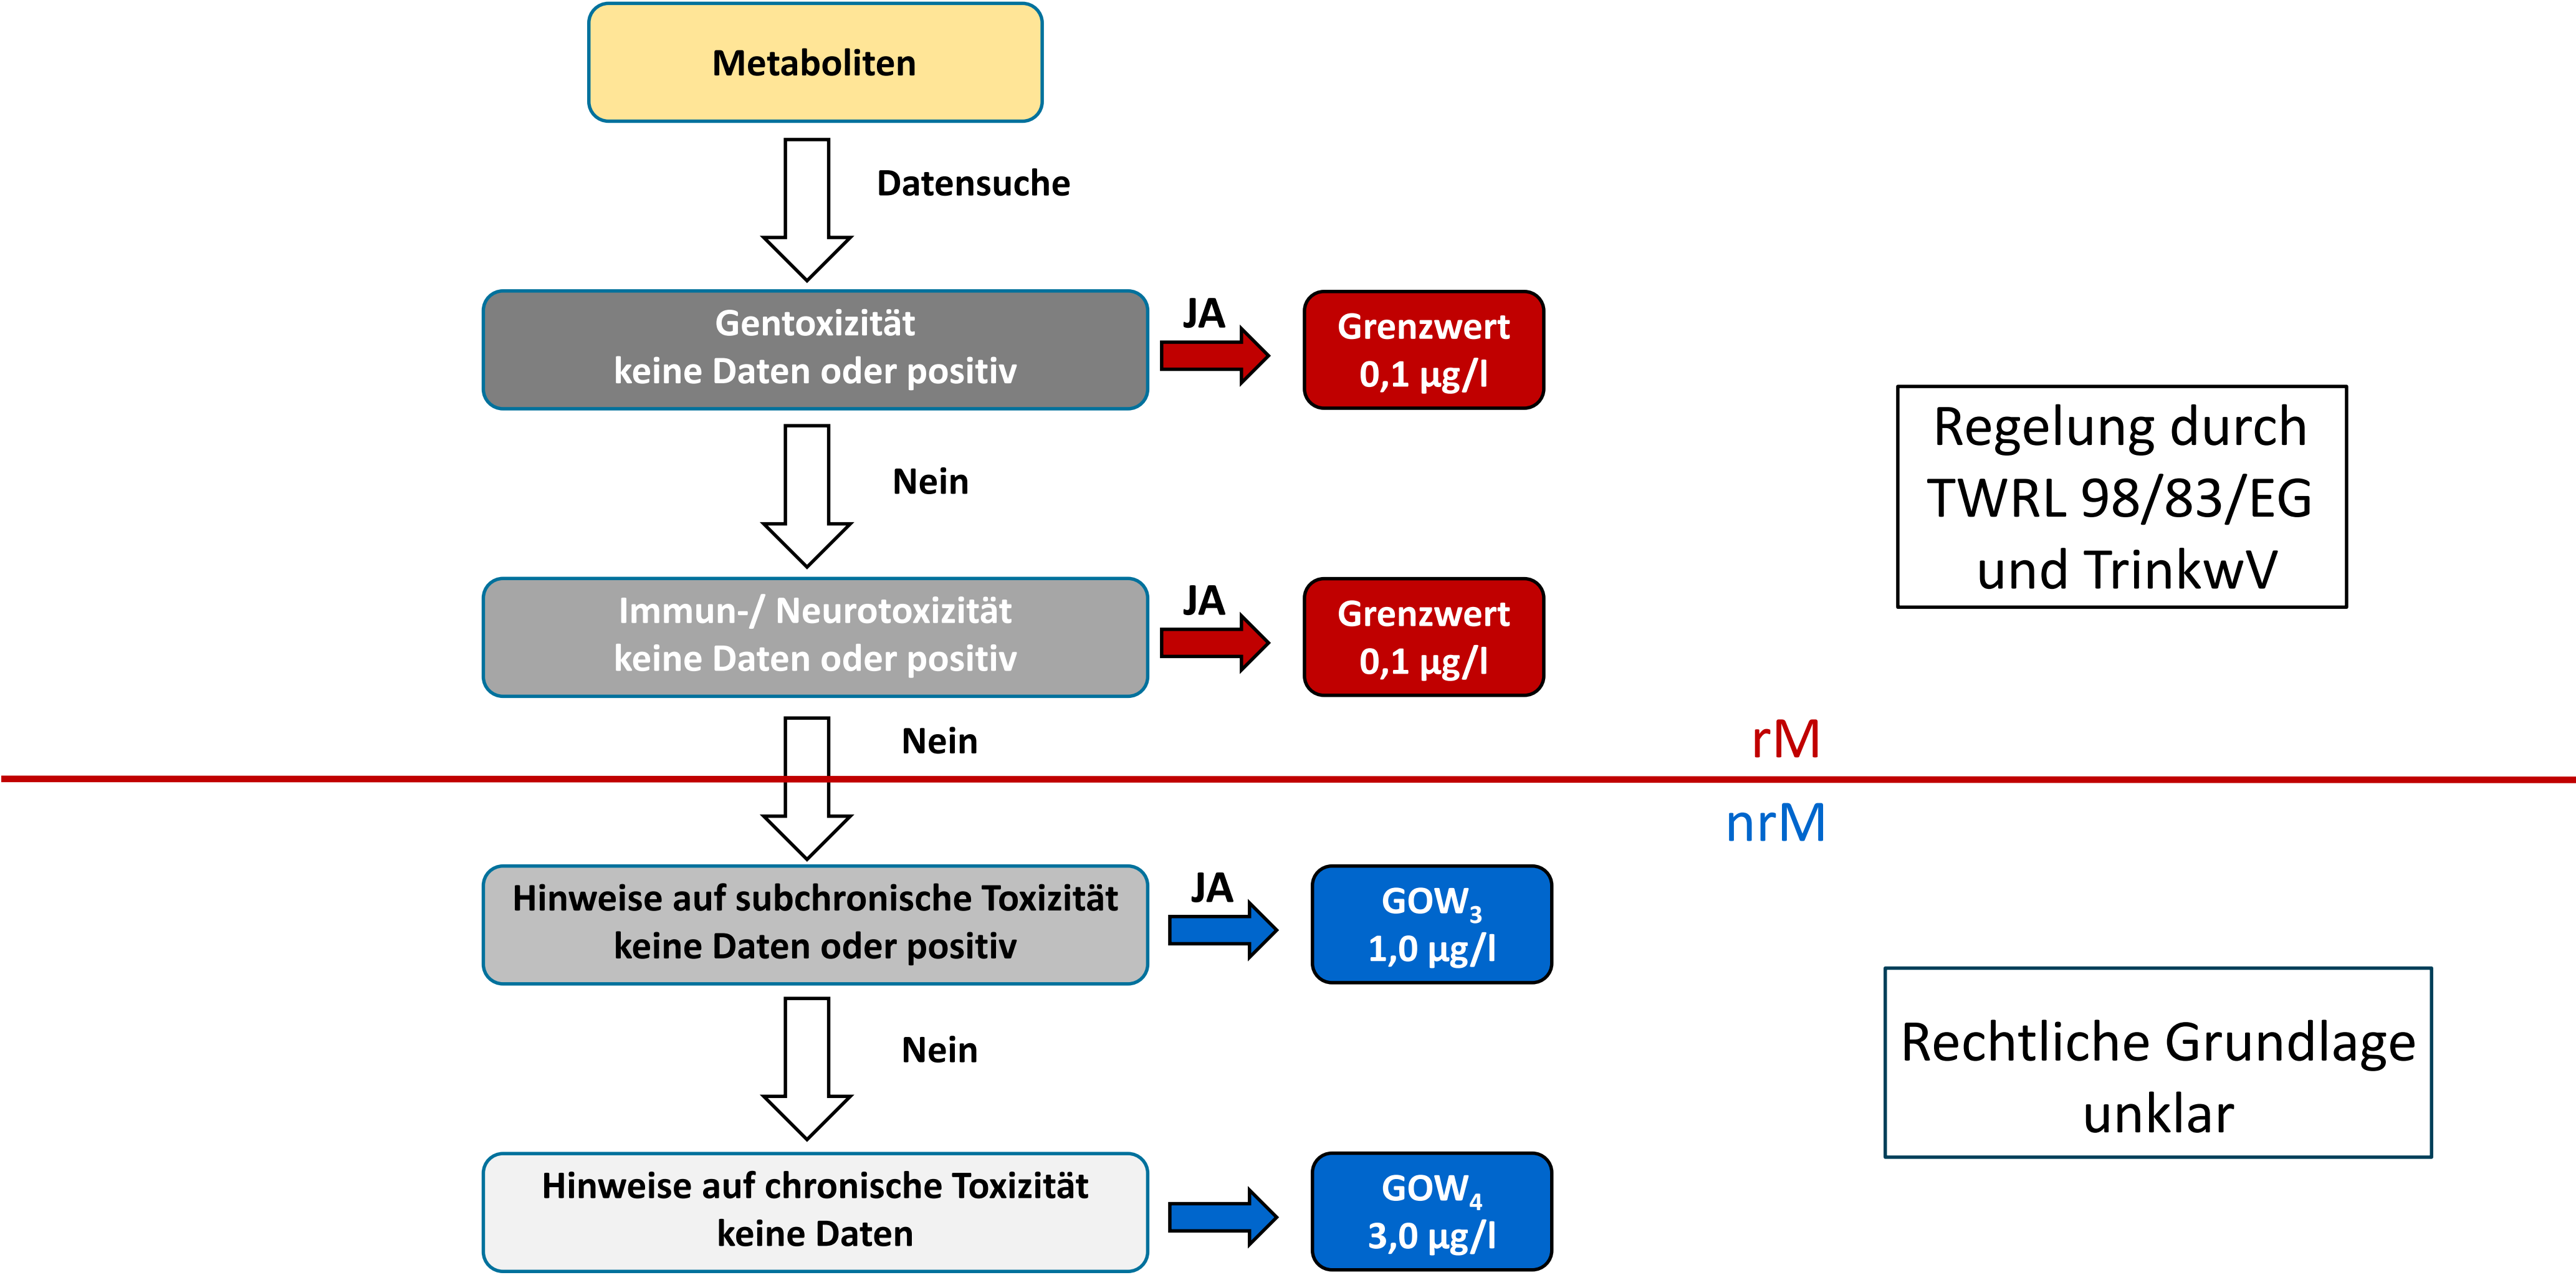 Metaboliten
Datensuche
Gentoxizität
keine Daten oder positiv
JA
Grenzwert
0,1 µg/l
Regelung durch
TWRL 98/83/EG
und TrinkwV
Nein
Immun-/ Neurotoxizität
keine Daten oder positiv
JA
Grenzwert
0,1 µg/l
Nein
rM
nrM
Hinweise auf subchronische Toxizität
keine Daten oder positiv
JA
GOW3
1,0 µg/l
Rechtliche Grundlage
unklar
Nein
Hinweise auf chronische Toxizität
keine Daten
GOW4
3,0 µg/l